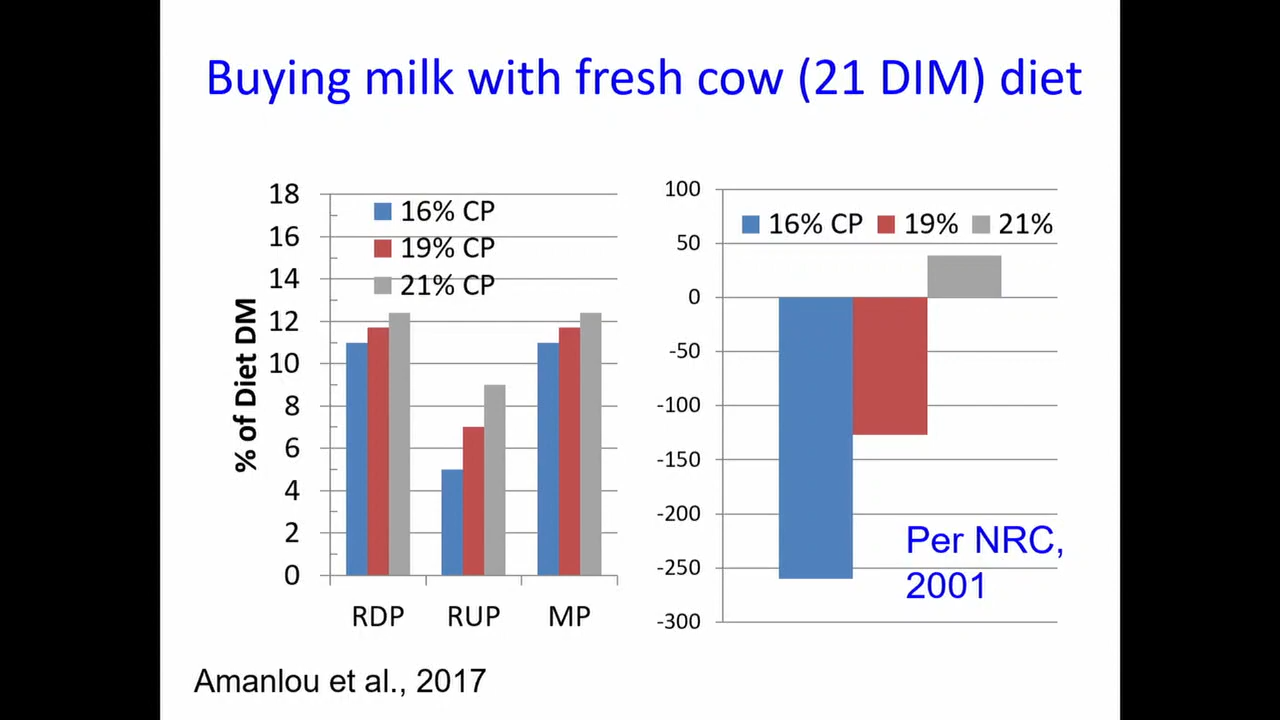 Buying milk with fresh cow (21 DIM) diet
% of Diet DM
18
16
14
12
10
8
6
4
2
0
16% CP
19% CP
21% CP
RDP RUP MP
100
50
0
-50
-100
-150
-200
-250
-300
16% CP 19% 21%
Per NRC,
2001
Amanlou et al., 2017